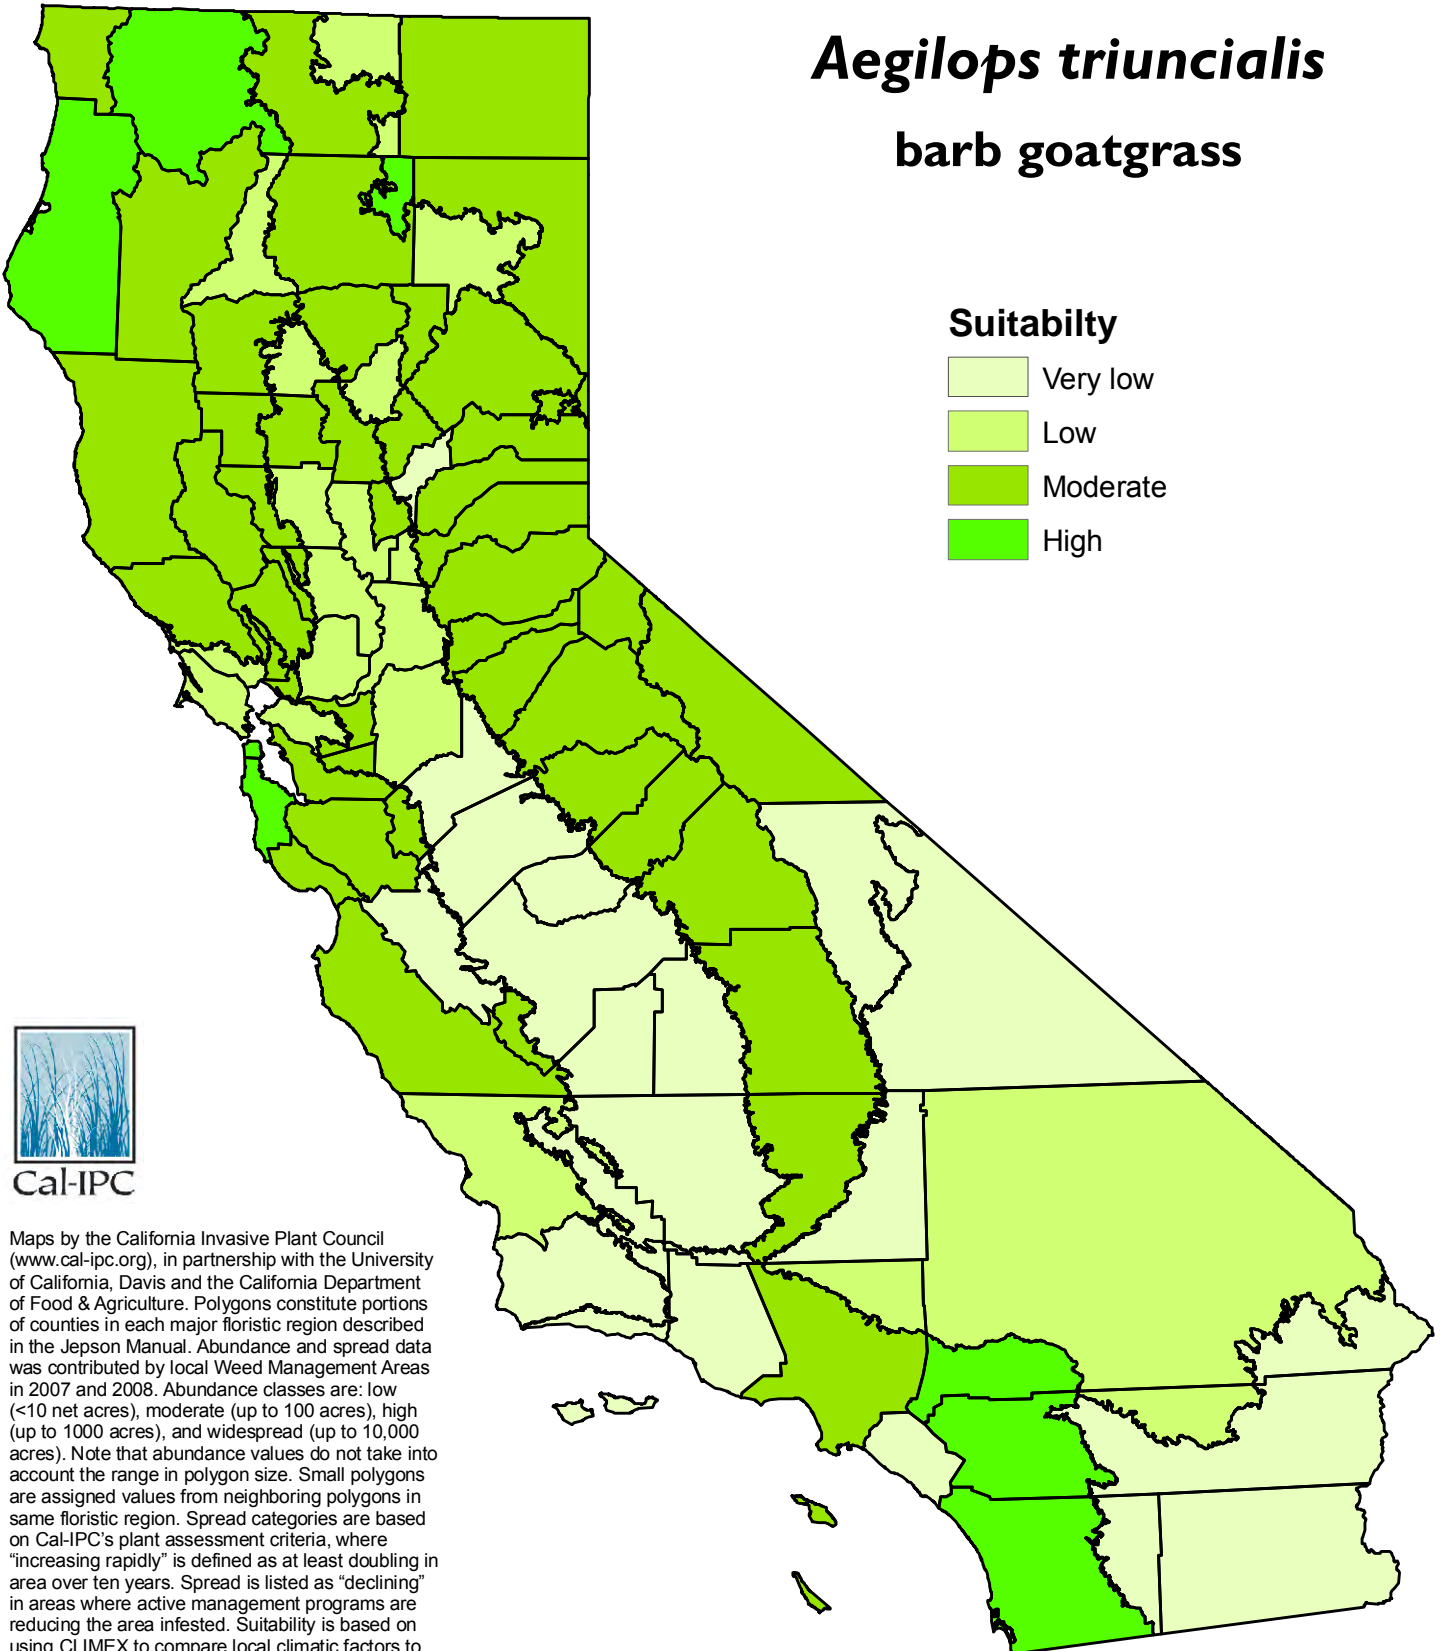 Aegilops triuncialis
barb goatgrass
Suitabilty
Very low
Low
Moderate
High
Cal-IPC
Maps by the California Invasive Plant Council
(www.cal-ipc.org), in partnership with the University
of California, Davis and the California Department
of Food & Agriculture. Polygons constitute portions
of counties in each major floristic region described
in the Jepson Manual. Abundance and spread data
was contributed by local Weed Management Areas
in 2007 and 2008. Abundance classes are: low
(<10 net acres), moderate (up to 100 acres), high
(up to 1000 acres), and widespread (up to 10,000
acres). Note that abundance values do not take into
account the range in polygon size. Small polygons
are assigned values from neighboring polygons in
same floristic region. Spread categories are based
on Cal-IPC's plant assessment criteria, where
“increasing rapidly” is defined as at least doubling in
area over ten years. Spread is listed as “declining”
in areas where active management programs are
reducing the area infested. Suitability is based on
using CLIMEX to compare local climatic factors to